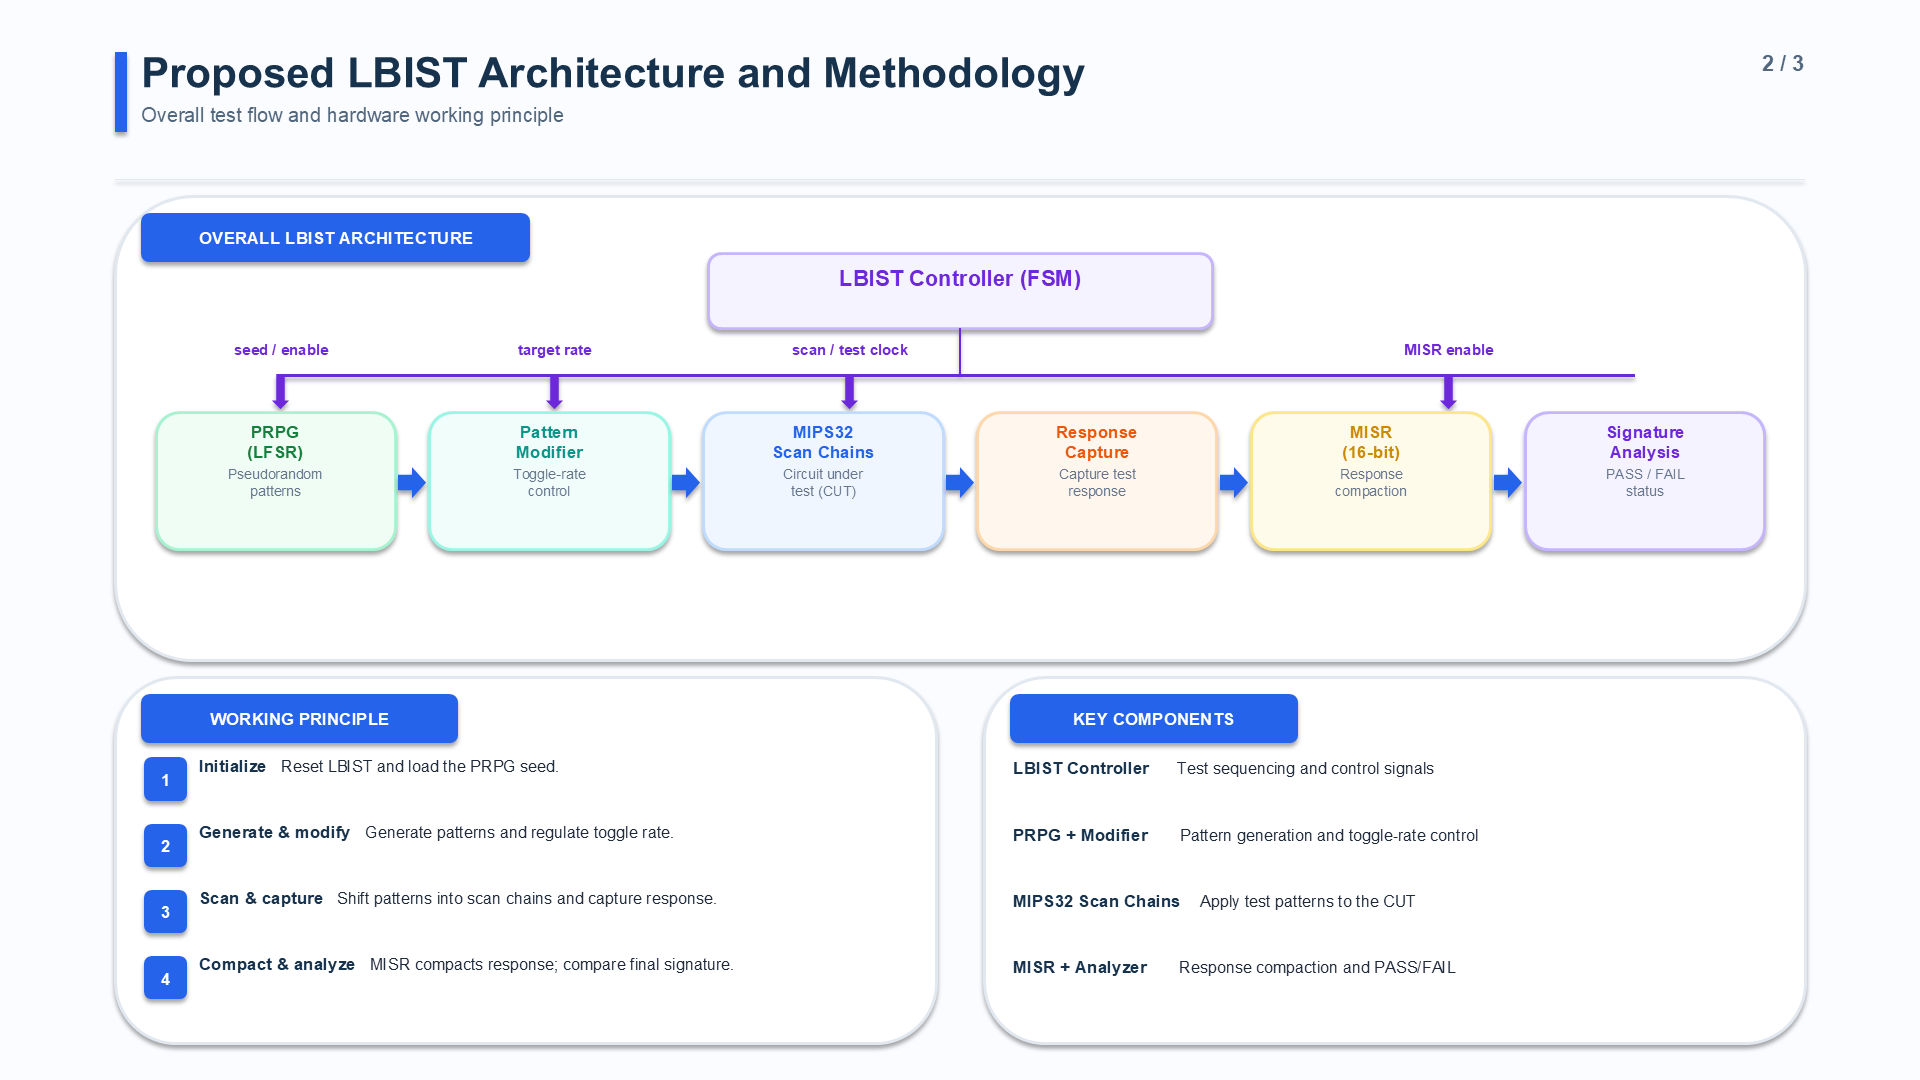 Proposed LBIST Architecture and Methodology
2 / 3
Overall test flow and hardware working principle
OVERALL LBIST ARCHITECTURE
LBIST Controller (FSM)
seed / enable
target rate
scan / test clock
MISR enable
PRPG
(LFSR)
Pseudorandom
patterns
Pattern
Modifier
Toggle-rate
control
MIPS32
Scan Chains
Circuit under
test (CUT)
Response
Capture
Capture test
response
MISR
(16-bit)
Response
compaction
Signature
Analysis
PASS / FAIL
status
WORKING PRINCIPLE
1 Initialize Reset LBIST and load the PRPG seed.
2 Generate & modify Generate patterns and regulate toggle rate.
3 Scan & capture Shift patterns into scan chains and capture response.
4 Compact & analyze MISR compacts response; compare final signature.
KEY COMPONENTS
LBIST Controller Test sequencing and control signals
PRPG + Modifier Pattern generation and toggle-rate control
MIPS32 Scan Chains Apply test patterns to the CUT
MISR + Analyzer Response compaction and PASS/FAIL